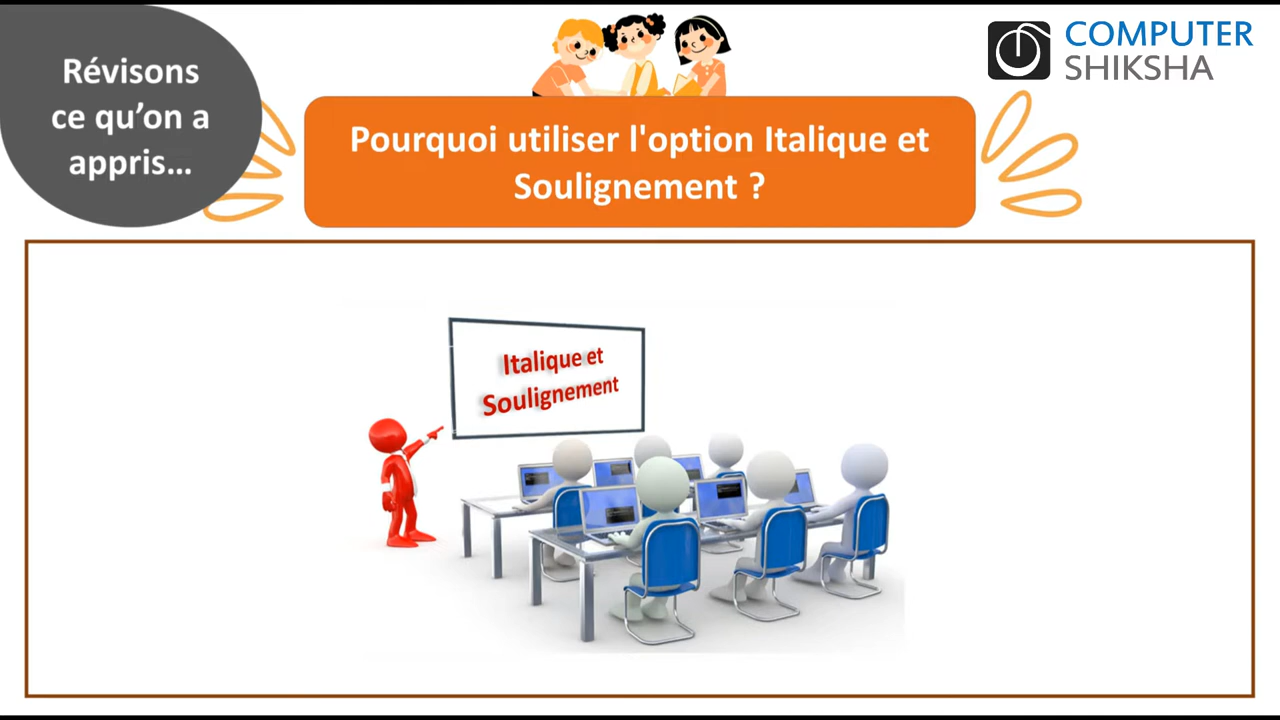 Révisons
ce qu’on a
appris...
Pourquoi utiliser l'option Italique et
Soulignement ?
COMPUTER
SHIKSHA
Italique et
Soulignement